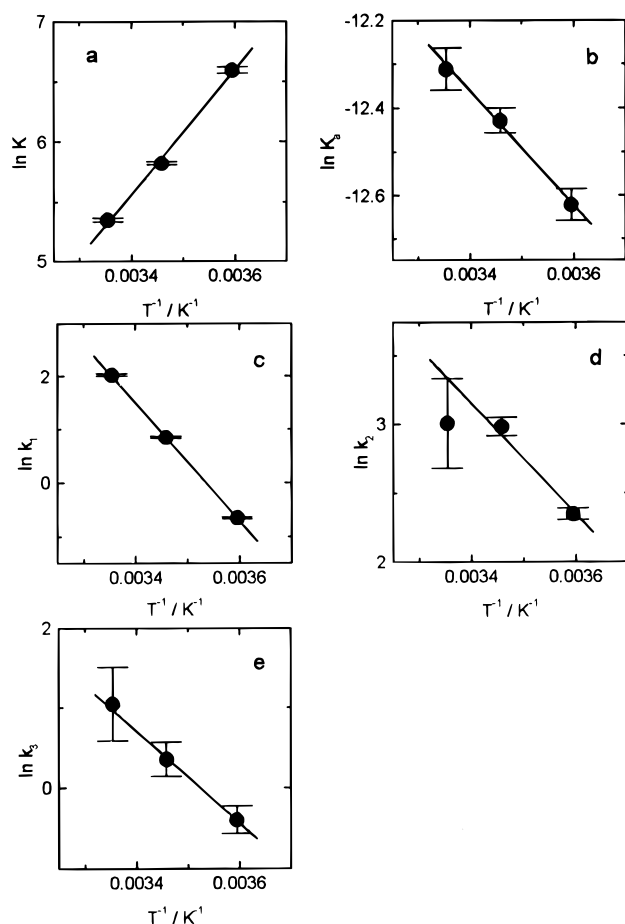 7
a
6
ln K
5
0.0034 0.0036
T⁻¹ / K⁻¹
-12.2
b
-12.4
ln Kₐ
-12.6
0.0034 0.0036
T⁻¹ / K⁻¹
c
2
ln k₁
0
0.0034 0.0036
T⁻¹ / K⁻¹
d
3
ln k₂
2
0.0034 0.0036
T⁻¹ / K⁻¹
2
e
ln k₃
0
0.0034 0.0036
T⁻¹ / K⁻¹